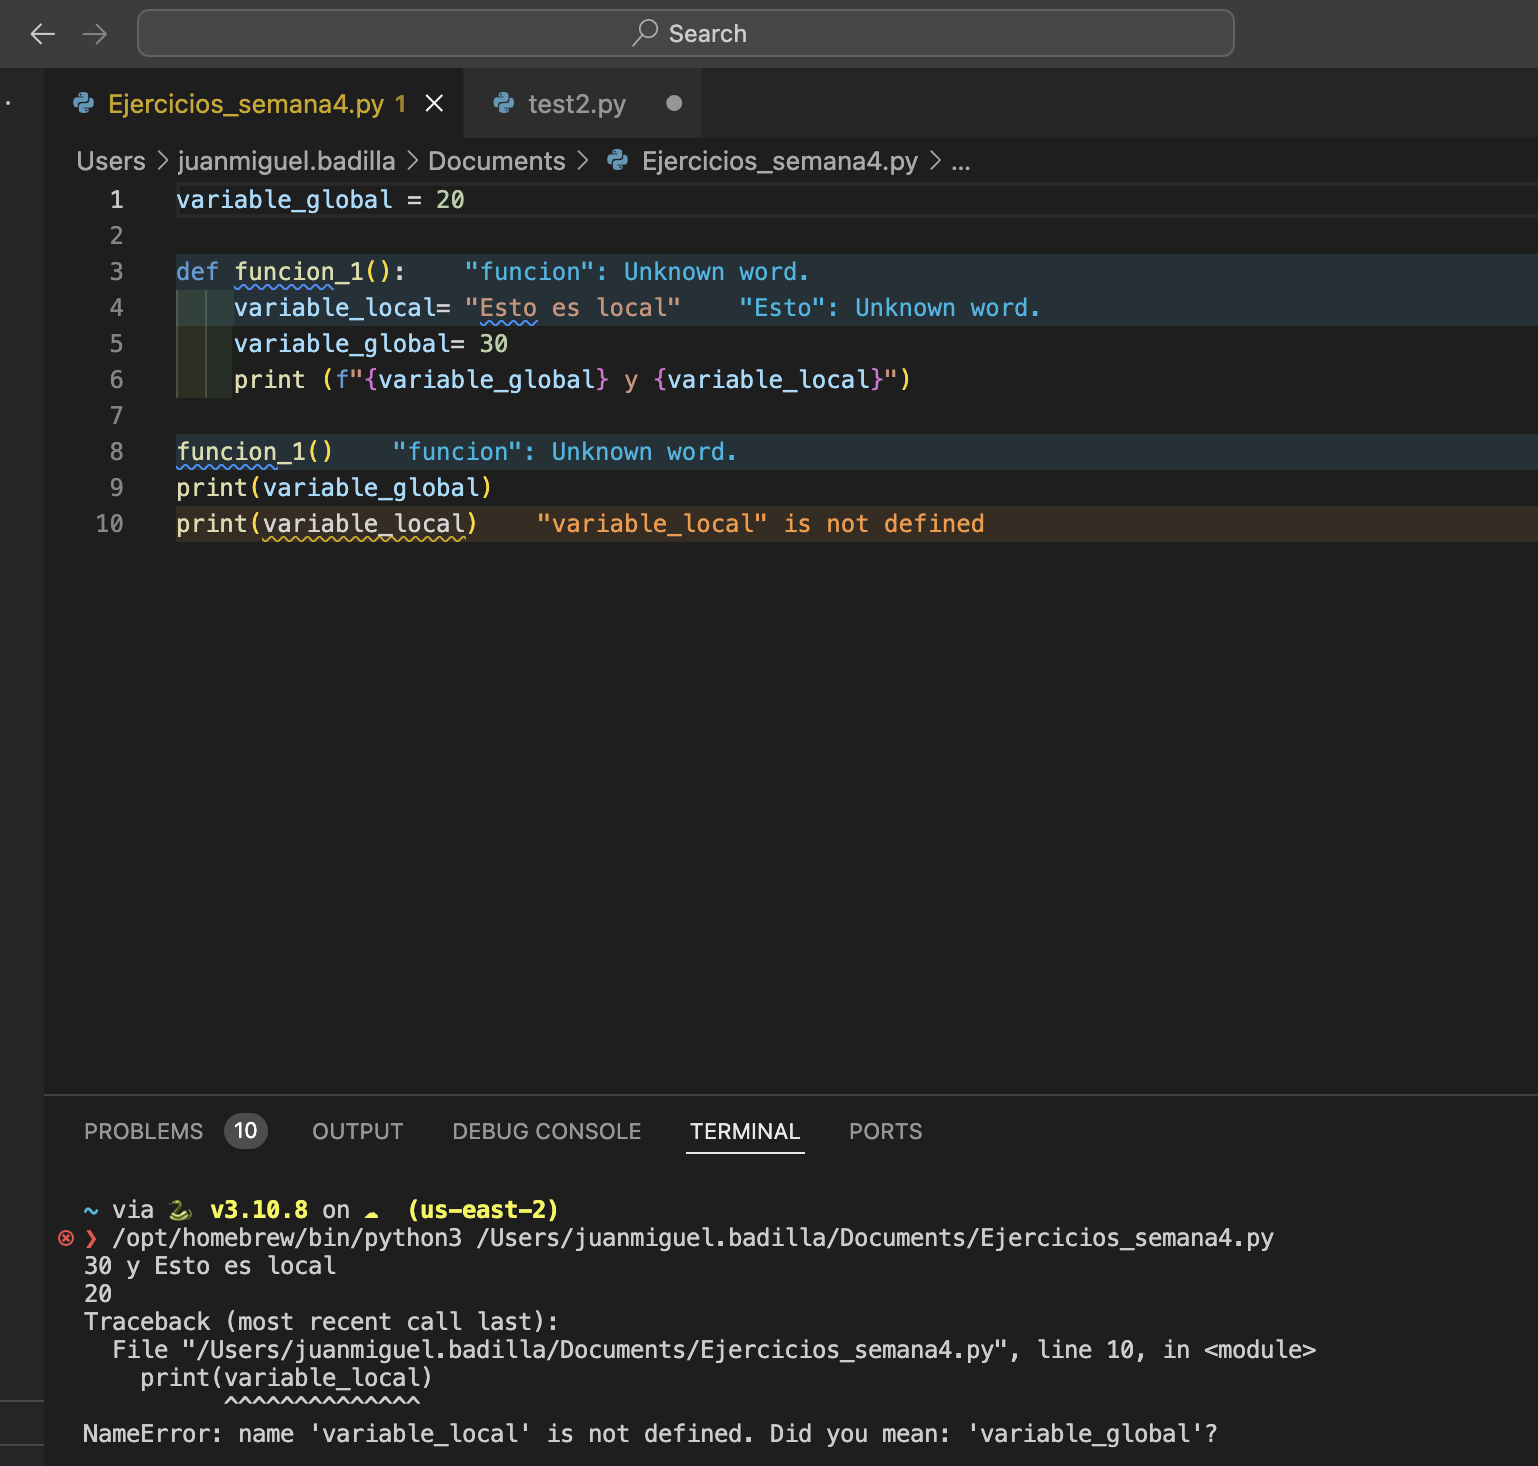 Search
Ejercicios_semana4.py 1
test2.py
Users > juanmiguel.badilla > Documents > Ejercicios_semana4.py > ...
1 variable_global = 20
2
3 def funcion_1(): "funcion": Unknown word.
4 variable_local= "Esto es local" "Esto": Unknown word.
5 variable_global= 30
6 print (f"{variable_global} y {variable_local}")
7
8 funcion_1() "funcion": Unknown word.
9 print(variable_global)
10 print(variable_local) "variable_local" is not defined
PROBLEMS 10 OUTPUT DEBUG CONSOLE TERMINAL PORTS
~ via 🐍 v3.10.8 on ☁ (us-east-2)
❯ /opt/homebrew/bin/python3 /Users/juanmiguel.badilla/Documents/Ejercicios_semana4.py
30 y Esto es local
20
Traceback (most recent call last):
File "/Users/juanmiguel.badilla/Documents/Ejercicios_semana4.py", line 10, in <module>
print(variable_local)
^^^^^^^^^^^^^^
NameError: name 'variable_local' is not defined. Did you mean: 'variable_global'?